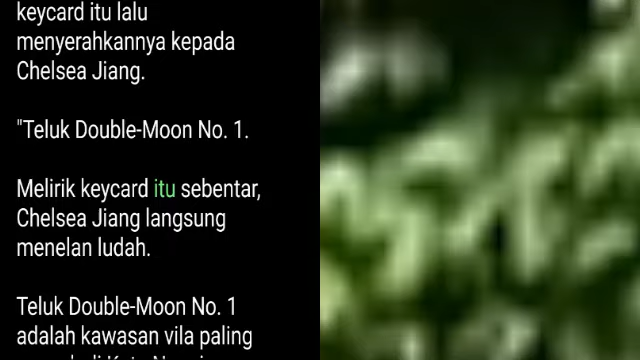 keycard itu lalu
menyerahkannya kepada
Chelsea Jiang.
"Teluk Double-Moon No. 1.
Melirik keycard itu sebentar,
Chelsea Jiang langsung
menelan ludah.
Teluk Double-Moon No. 1
adalah kawasan vila paling